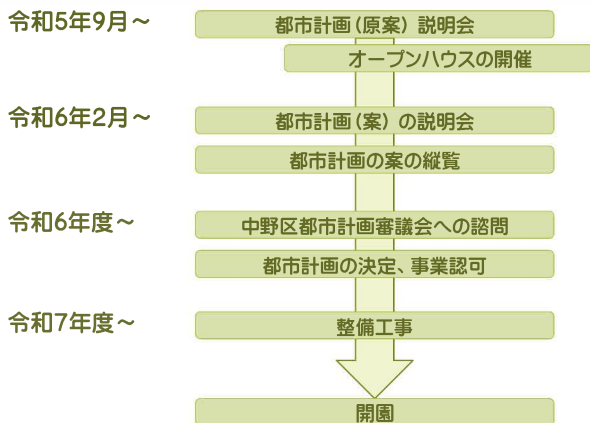 令和5年9月～
都市計画（原案）説明会
オープンハウスの開催
令和6年2月～
都市計画（案）の説明会
都市計画の案の縦覧
令和6年度～
中野区都市計画審議会への諮問
都市計画の決定、事業認可
令和7年度～
整備工事
開園